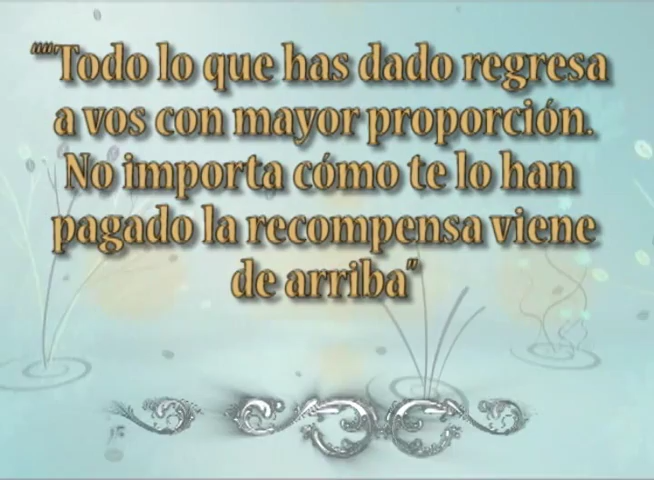 ""“Todo lo que has dado regresa
a vos con mayor proporción.
No importa cómo te lo han
pagado la recompensa viene
de arriba”